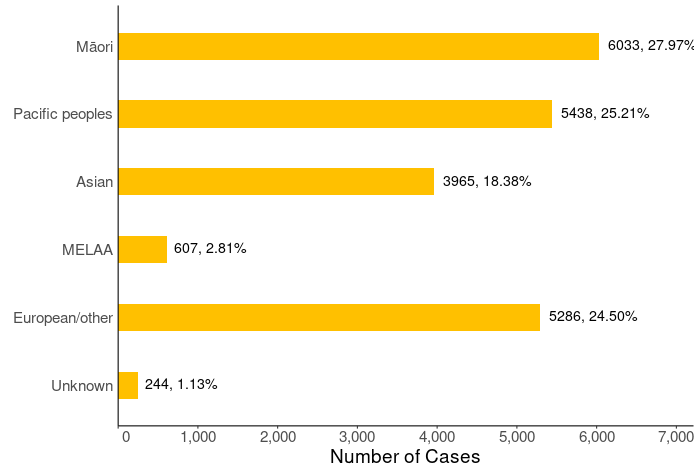 Māori 6033, 27.97%
Pacific peoples 5438, 25.21%
Asian 3965, 18.38%
MELAA 607, 2.81%
European/other 5286, 24.50%
Unknown 244, 1.13%
0 1,000 2,000 3,000 4,000 5,000 6,000 7,000
Number of Cases